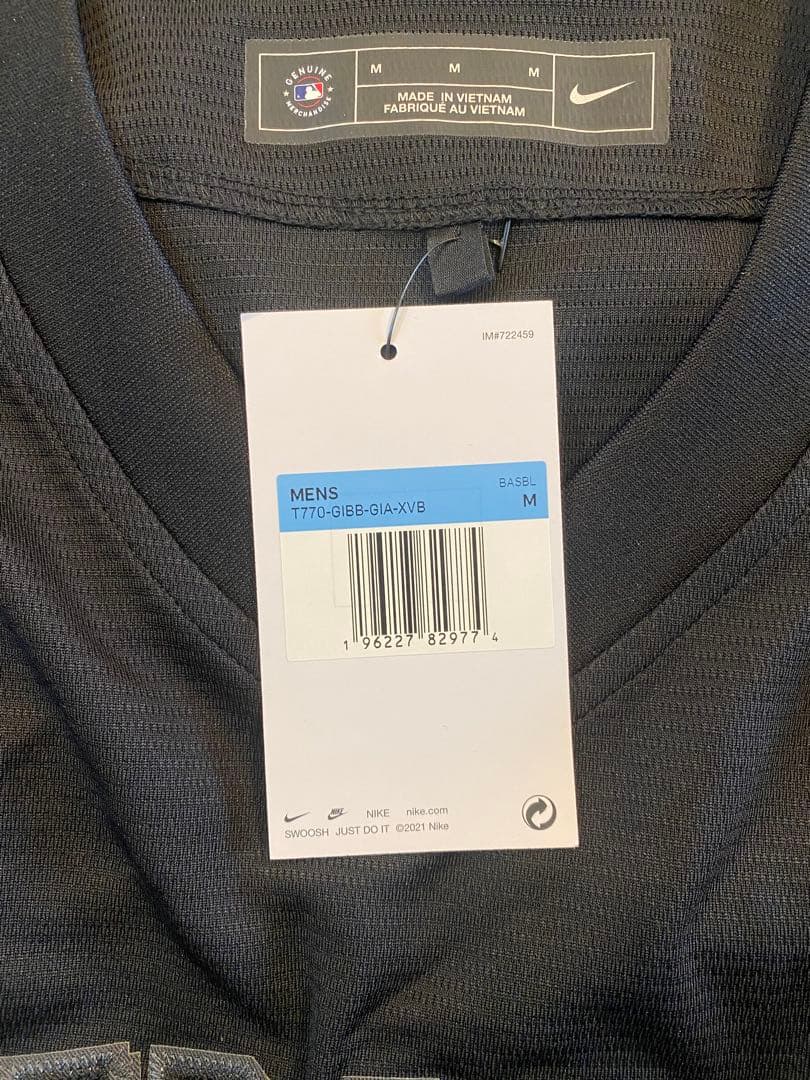 GENUINE
MERCHANDISE
M M M
MADE IN VIETNAM
FABRIQUÉ AU VIETNAM
IM#722459
MENS BASBL
T770-GIBB-GIA-XVB M
1 96227 82977 4
NIKE NIKE nike.com
SWOOSH JUST DO IT ©2021 Nike